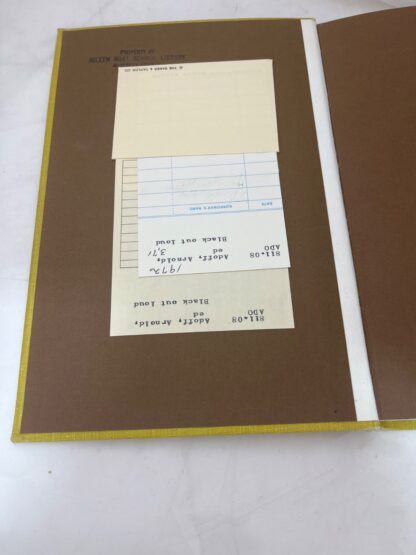 PROPERTY OF
© THE BAKER & TAYLOR CO.
811.08
ADO
Adoff, Arnold,
ed
Black out loud
1972
3.71
DATE
BORROWER'S NAME
811.08
ADO
Adoff, Arnold,
ed
Black out loud